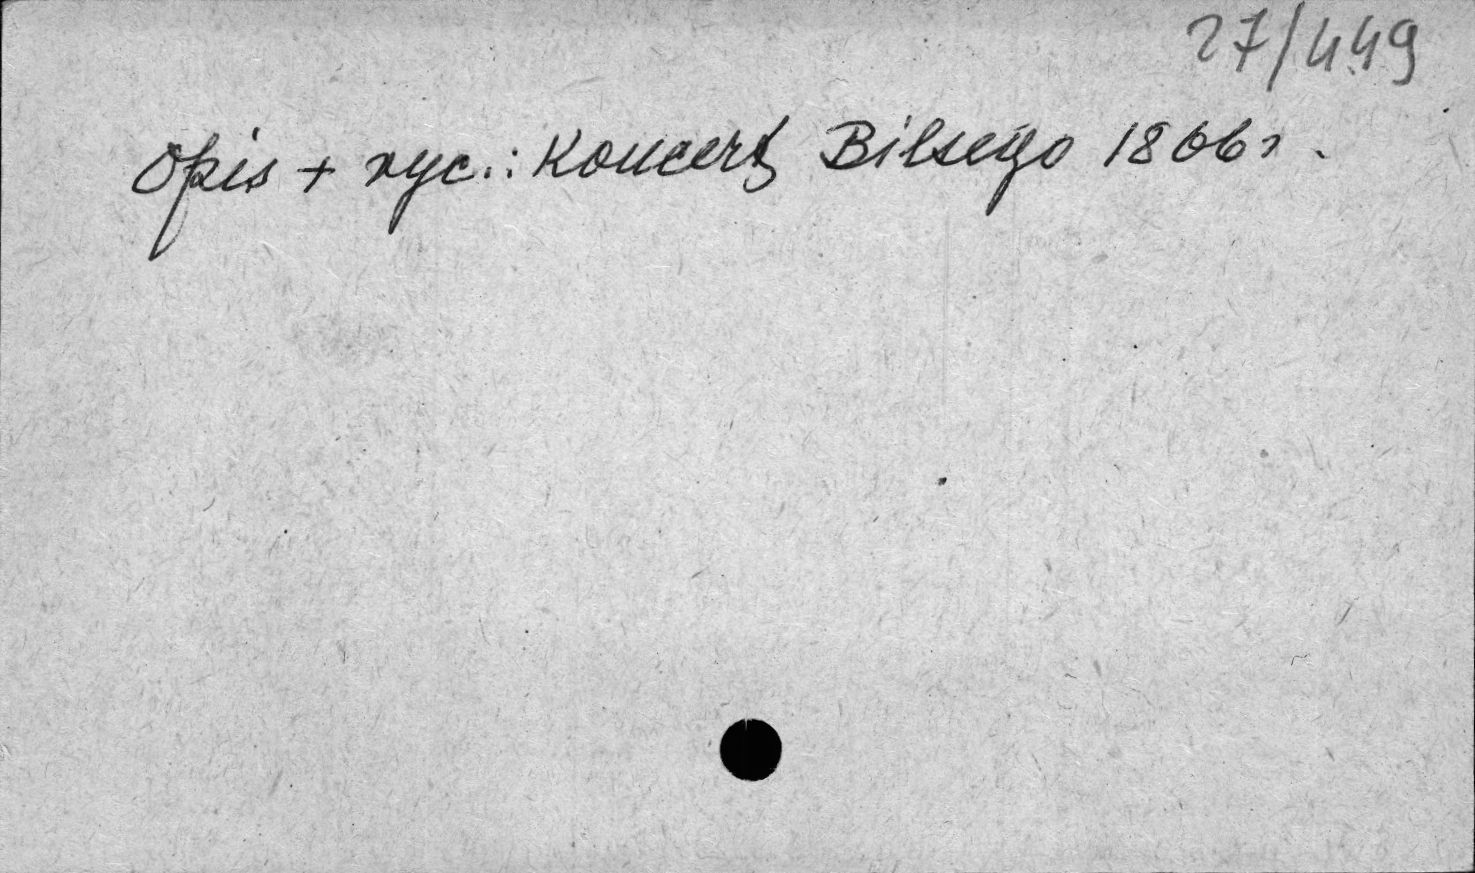 27/449
Opis + ryc.: Koncert Bilsego 1866 r.